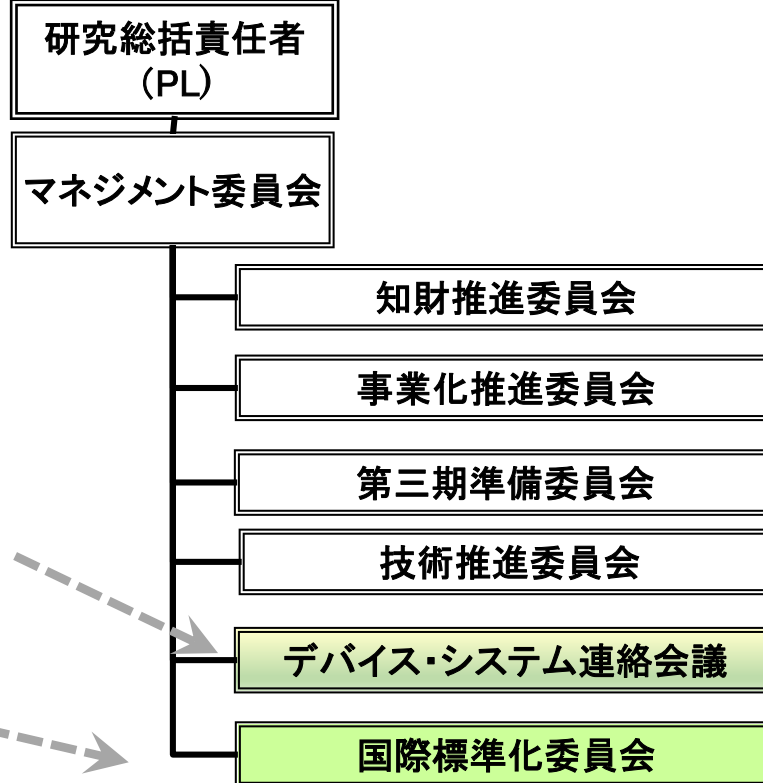 研究総括責任者
(PL)
マネジメント委員会
知財推進委員会
事業化推進委員会
第三期準備委員会
技術推進委員会
デバイス・システム連絡会議
国際標準化委員会